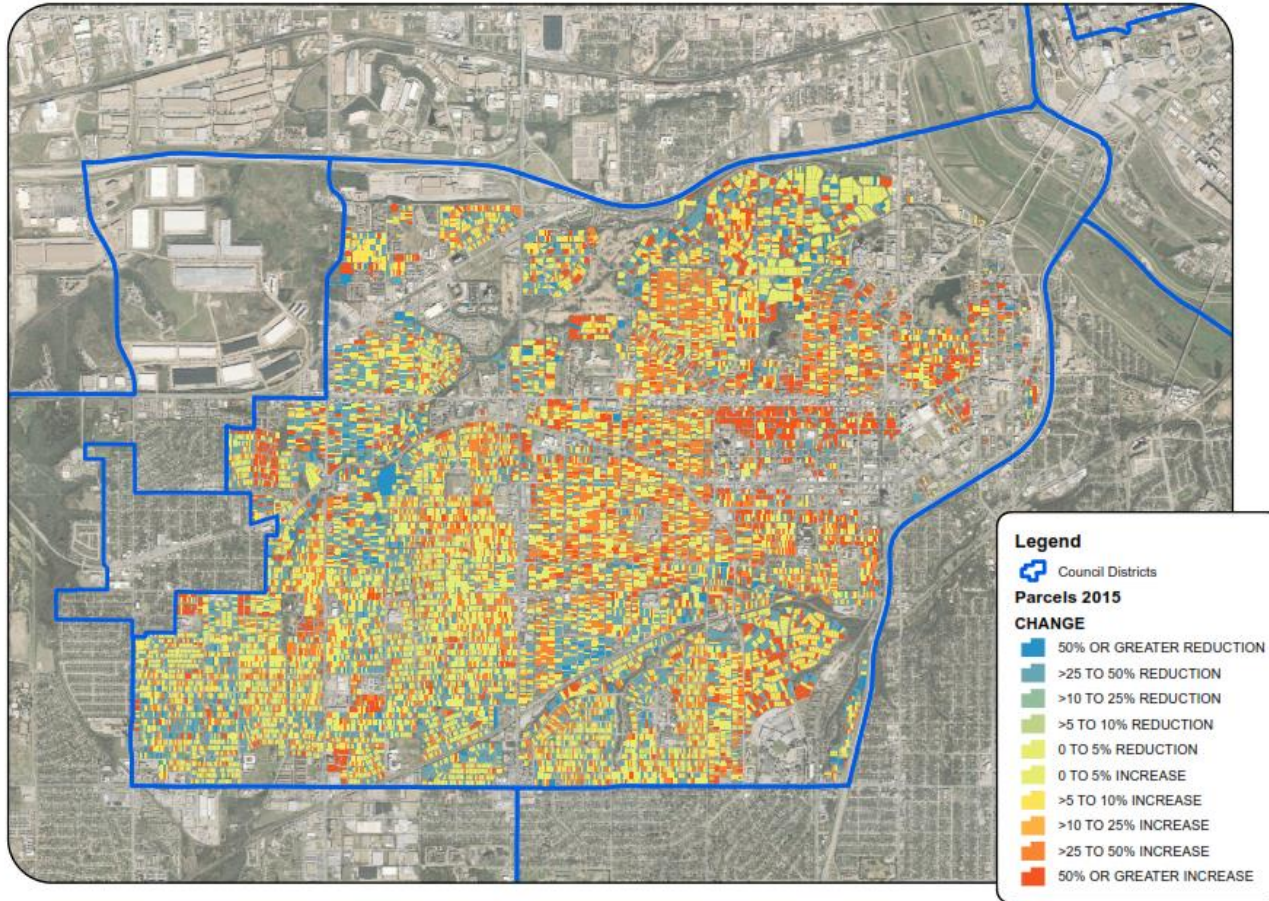 Legend
Council Districts
Parcels 2015
CHANGE
50% OR GREATER REDUCTION
>25 TO 50% REDUCTION
>10 TO 25% REDUCTION
>5 TO 10% REDUCTION
0 TO 5% REDUCTION
0 TO 5% INCREASE
>5 TO 10% INCREASE
>10 TO 25% INCREASE
>25 TO 50% INCREASE
50% OR GREATER INCREASE